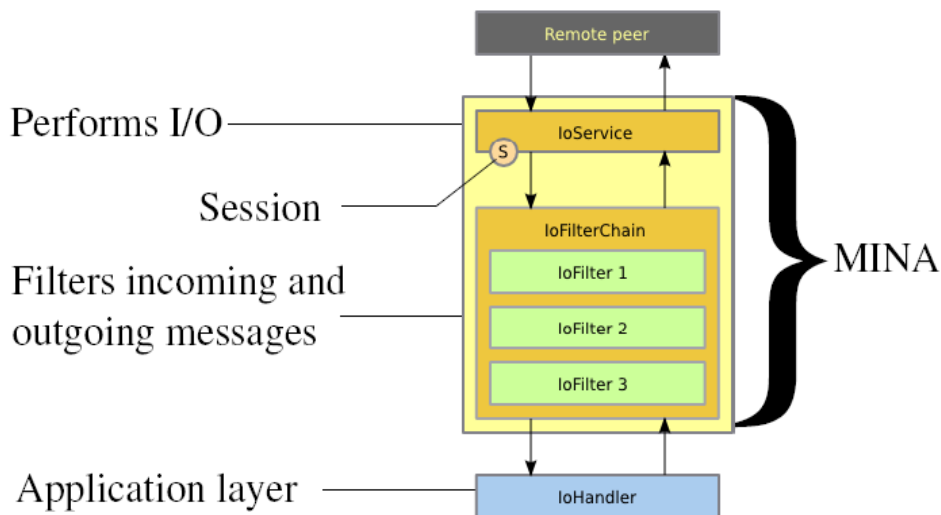 Remote peer
Performs I/O
IoService
S
Session
IoFilterChain
Filters incoming and
outgoing messages
IoFilter 1
IoFilter 2
IoFilter 3
MINA
Application layer
IoHandler